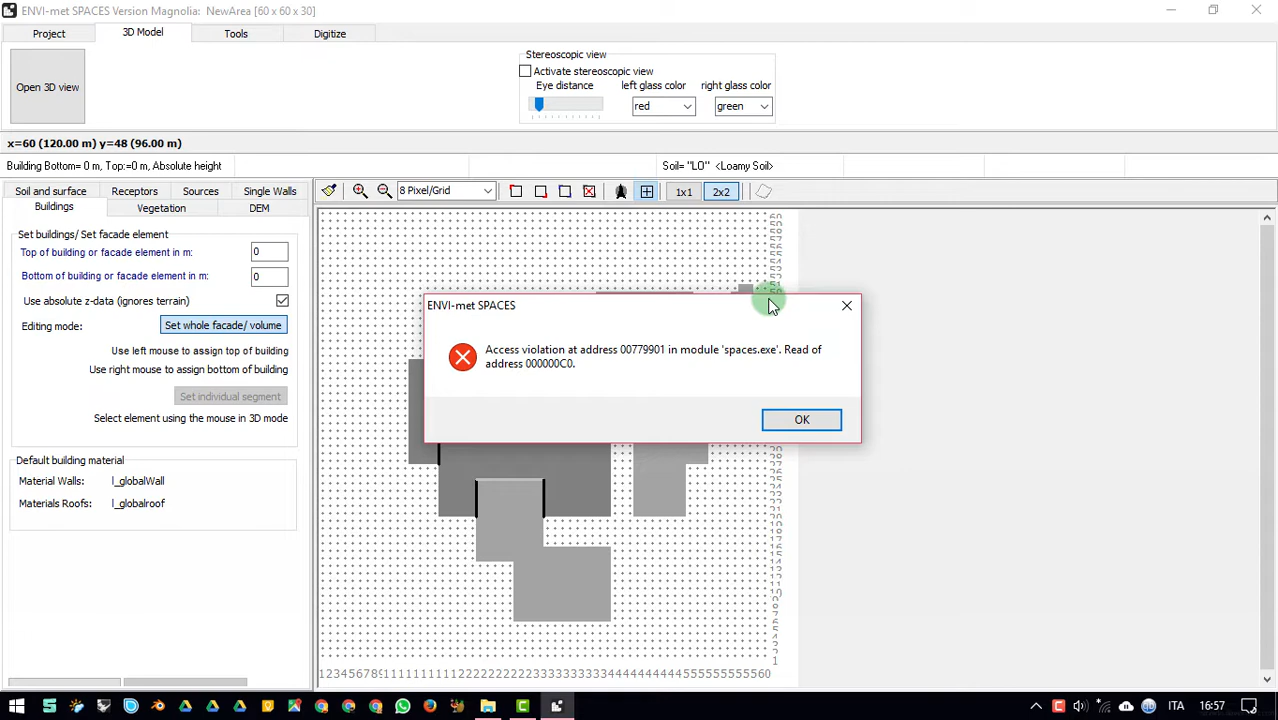 ENVI-met SPACES Version Magnolia: NewArea [60 x 60 x 30]
Project
3D Model
Tools
Digitize
Open 3D view
Stereoscopic view
Activate stereoscopic view
Eye distance
left glass color
right glass color
red
green
x=60 (120.00 m) y=48 (96.00 m)
Building Bottom= 0 m, Top:=0 m, Absolute height
Soil= "LO" <Loamy Soil>
Soil and surface
Receptors
Sources
Single Walls
Buildings
Vegetation
DEM
8 Pixel/Grid
1x1
2x2
Set buildings/Set facade element
Top of building or facade element in m:
0
Bottom of building or facade element in m:
0
Use absolute z-data (ignores terrain)
Editing mode:
Set whole facade/ volume
Use left mouse to assign top of building
Use right mouse to assign bottom of building
Set individual segment
Select element using the mouse in 3D mode
Default building material
Material Walls:
l_globalWall
Materials Roofs:
l_globalroof
ENVI-met SPACES
Access violation at address 00779901 in module 'spaces.exe'. Read of
address 000000C0.
OK
ITA
16:57